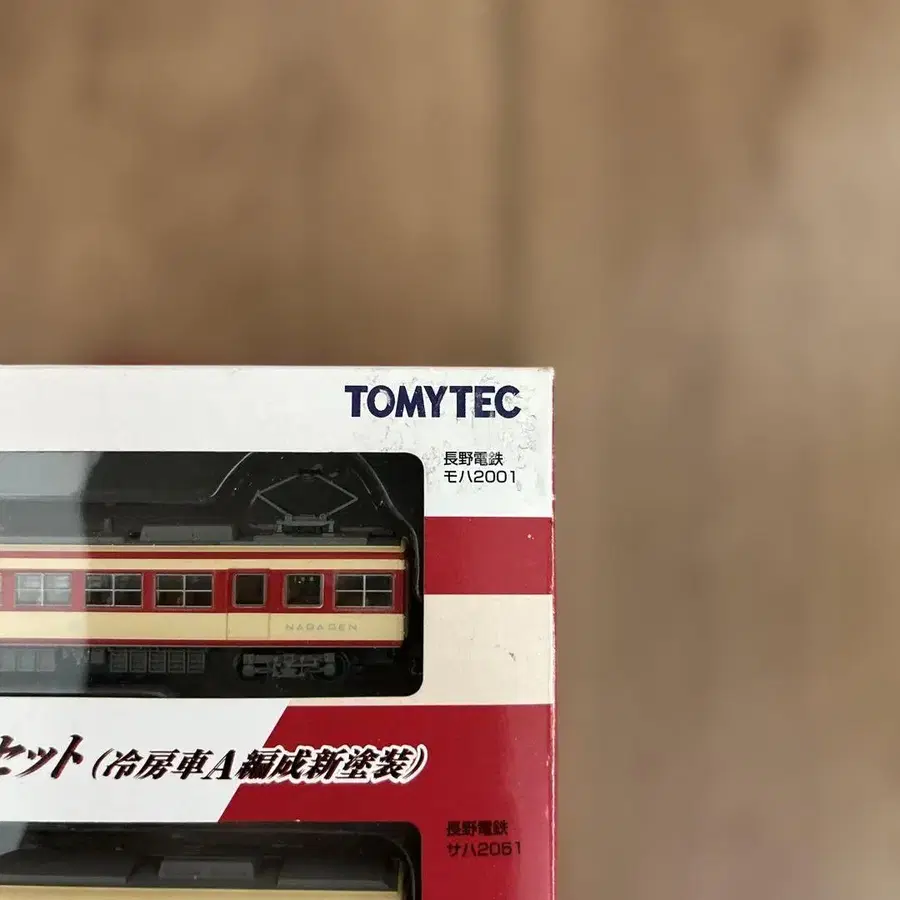 TOMYTEC
長野電鉄
モハ2001
NAGADEN
セット(冷房車A編成新塗装)
長野電鉄
サハ2051